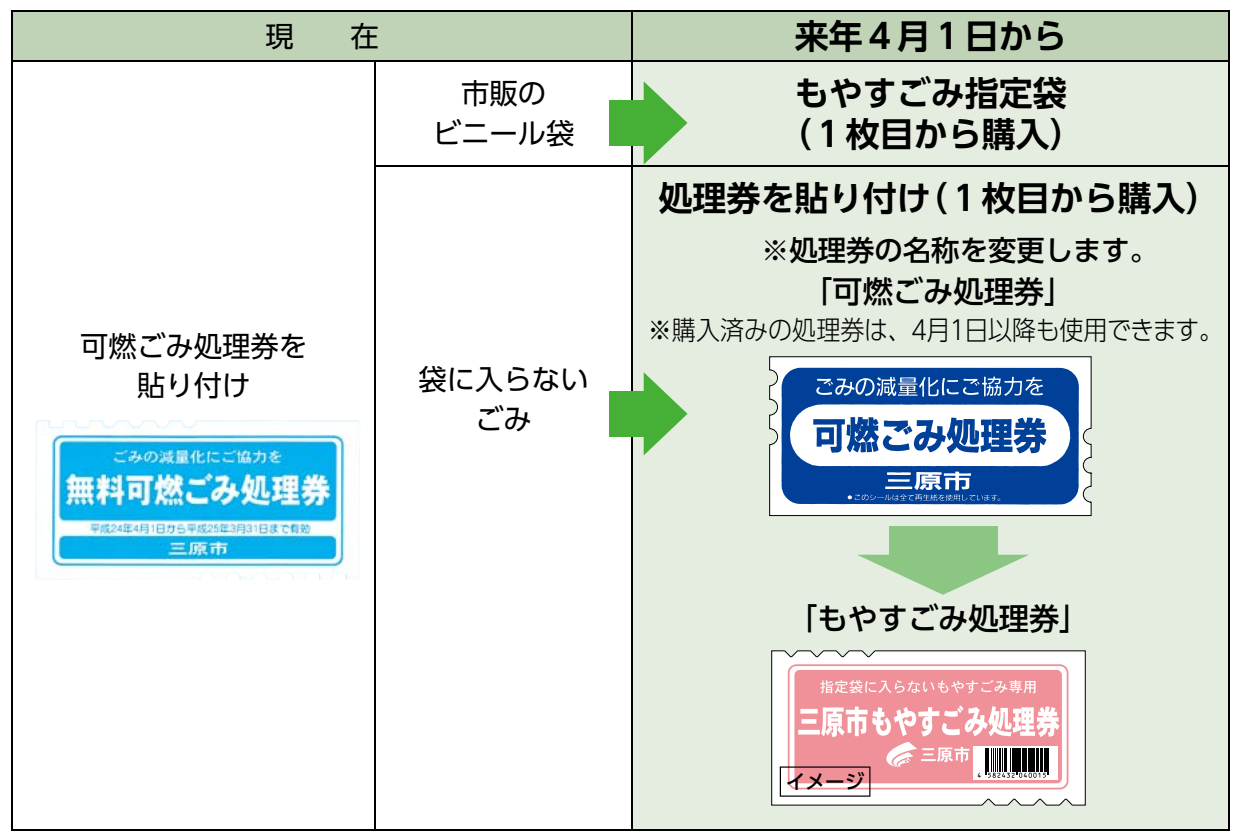 現　在
来年４月１日から
可燃ごみ処理券を
貼り付け
ごみの減量化にご協力を
無料可燃ごみ処理券
平成24年4月1日から平成25年3月31日まで有効
三原市
市販の
ビニール袋
もやすごみ指定袋
（１枚目から購入）
袋に入らない
ごみ
処理券を貼り付け（１枚目から購入）
※処理券の名称を変更します。
「可燃ごみ処理券」
※購入済みの処理券は、4月1日以降も使用できます。
ごみの減量化にご協力を
可燃ごみ処理券
三原市
●このシールは全て再生紙を使用しています。
「もやすごみ処理券」
指定袋に入らないもやすごみ専用
三原市もやすごみ処理券
三原市
4 582432 040015
イメージ